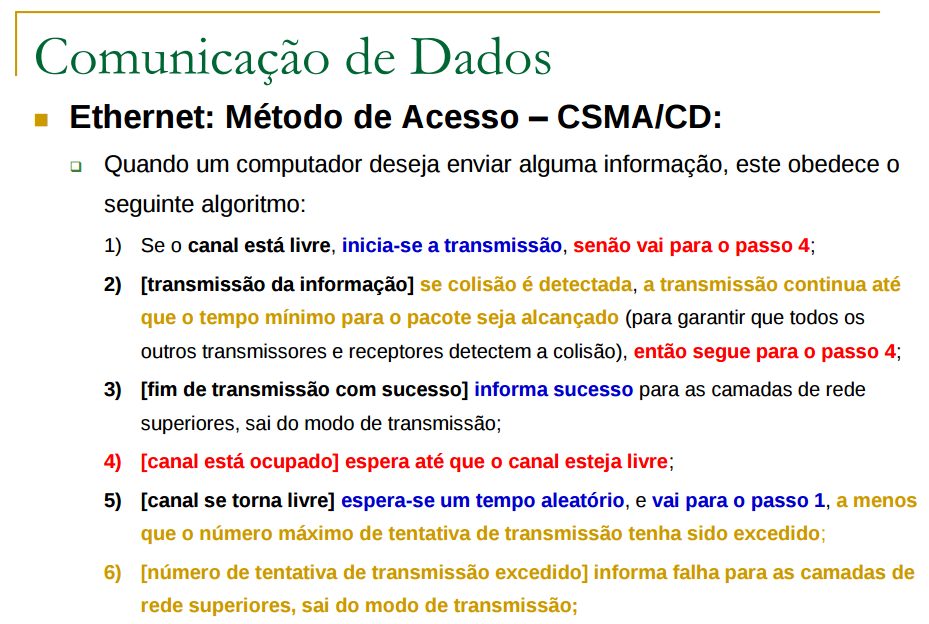 Comunicação de Dados
Ethernet: Método de Acesso – CSMA/CD:
Quando um computador deseja enviar alguma informação, este obedece o
seguinte algoritmo:
1) Se o canal está livre, inicia-se a transmissão, senão vai para o passo 4;
2) [transmissão da informação] se colisão é detectada, a transmissão continua até
que o tempo mínimo para o pacote seja alcançado (para garantir que todos os
outros transmissores e receptores detectem a colisão), então segue para o passo 4;
3) [fim de transmissão com sucesso] informa sucesso para as camadas de rede
superiores, sai do modo de transmissão;
4) [canal está ocupado] espera até que o canal esteja livre;
5) [canal se torna livre] espera-se um tempo aleatório, e vai para o passo 1, a menos
que o número máximo de tentativa de transmissão tenha sido excedido;
6) [número de tentativa de transmissão excedido] informa falha para as camadas de
rede superiores, sai do modo de transmissão;